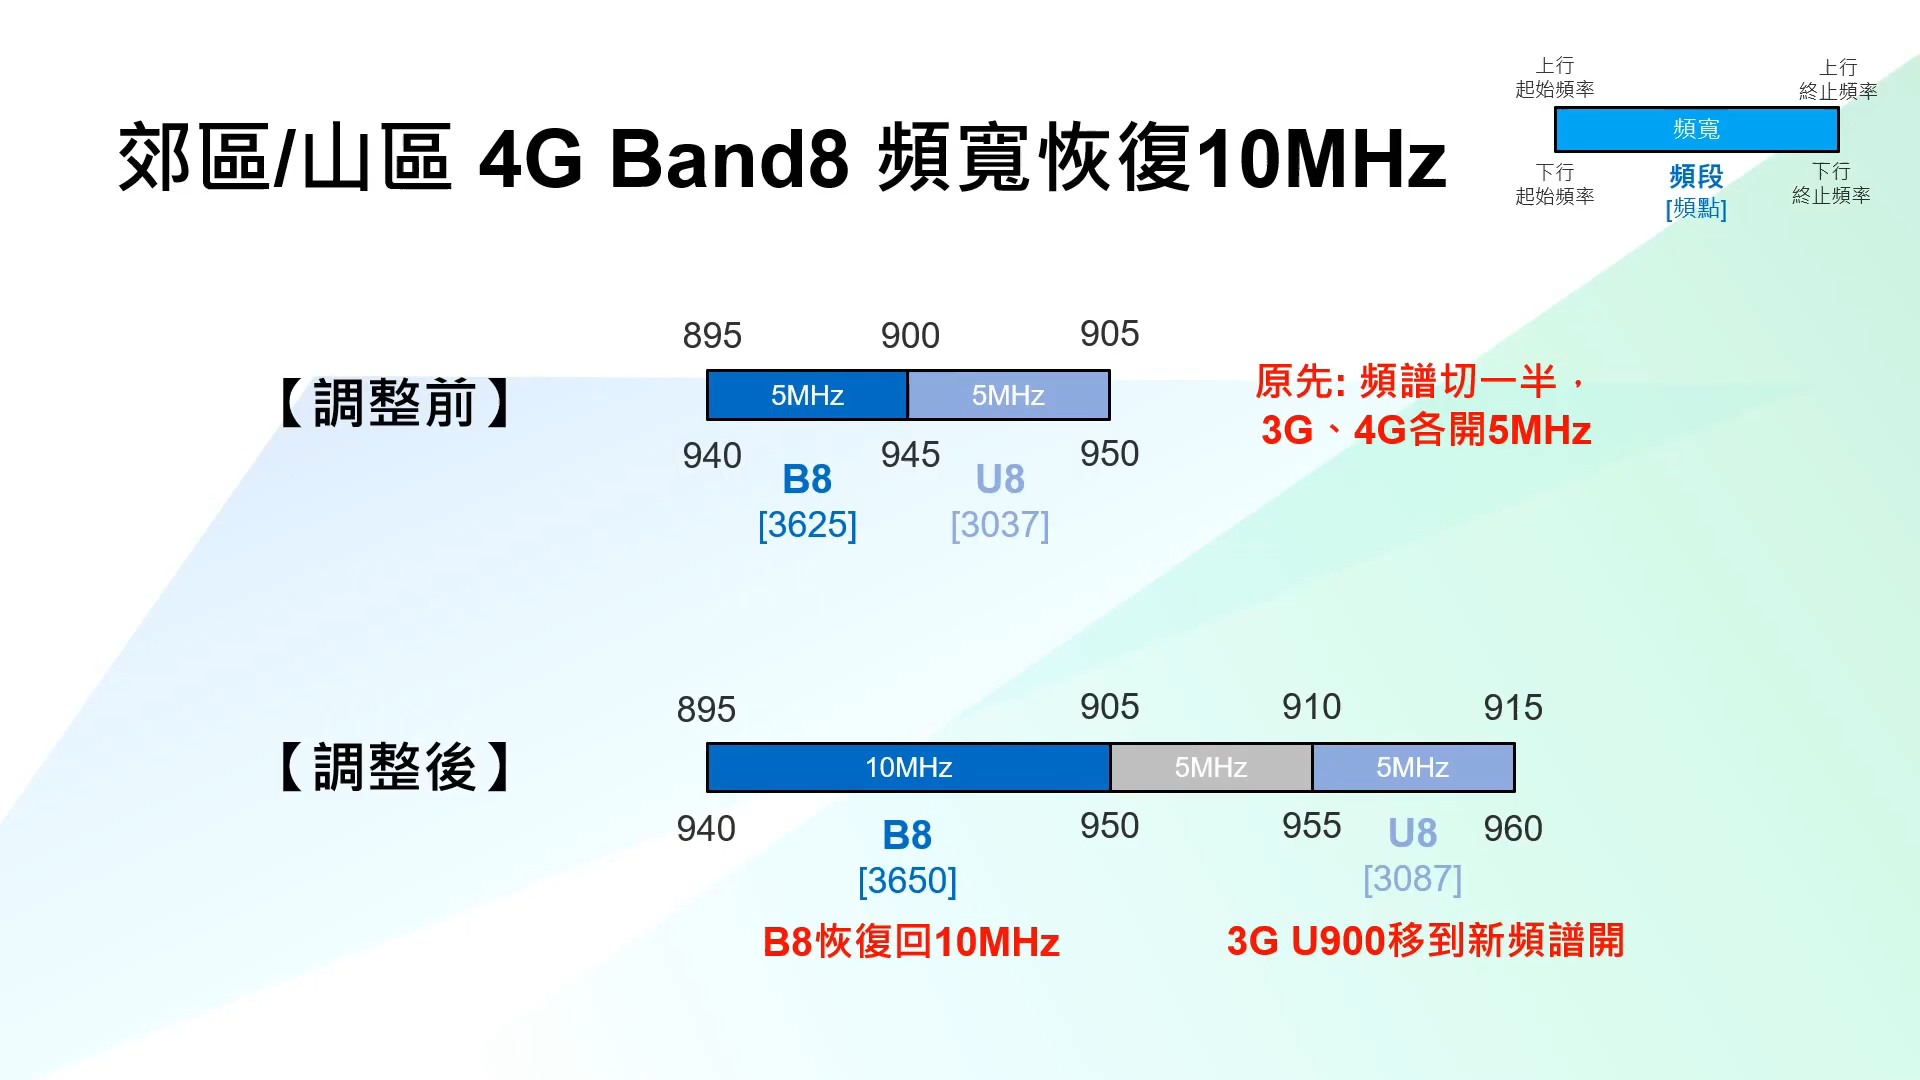 郊區/山區 4G Band8 頻寬恢復10MHz
上行
起始頻率
上行
終止頻率
頻寬
下行
起始頻率
頻段
[頻點]
下行
終止頻率
【調整前】
895
900
905
5MHz
5MHz
940
945
950
B8
[3625]
U8
[3037]
原先: 頻譜切一半，
3G、4G各開5MHz
【調整後】
895
905
910
915
10MHz
5MHz
5MHz
940
950
955
960
B8
[3650]
U8
[3087]
B8恢復回10MHz
3G U900移到新頻譜開